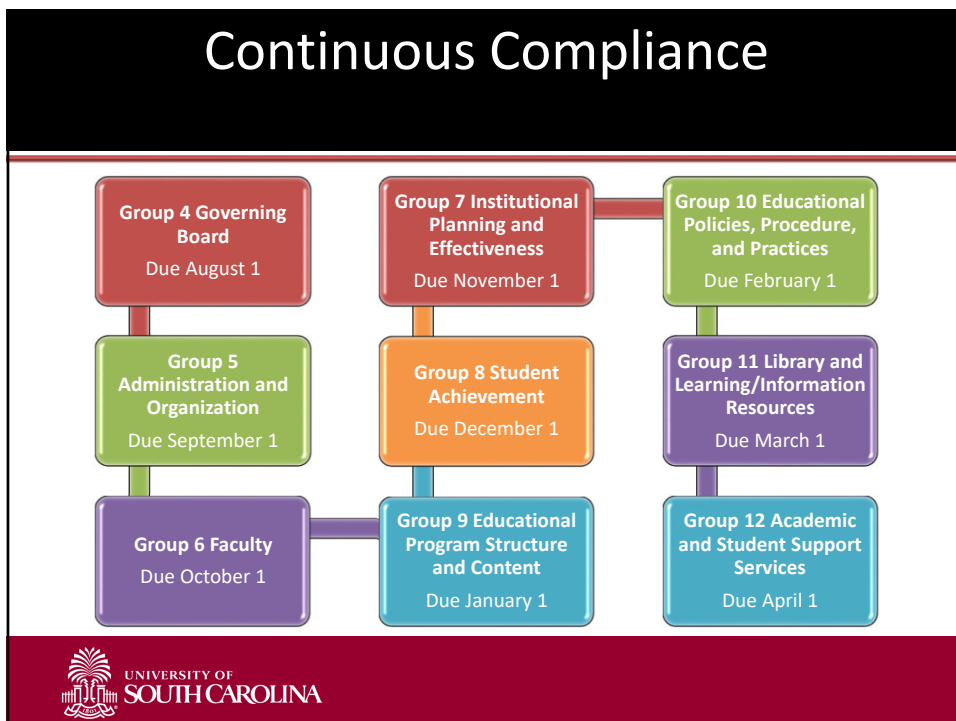 Continuous Compliance
Group 4 Governing
Board
Due August 1
Group 5
Administration and
Organization
Due September 1
Group 6 Faculty
Due October 1
Group 7 Institutional
Planning and
Effectiveness
Due November 1
Group 8 Student
Achievement
Due December 1
Group 9 Educational
Program Structure
and Content
Due January 1
Group 10 Educational
Policies, Procedure,
and Practices
Due February 1
Group 11 Library and
Learning/Information
Resources
Due March 1
Group 12 Academic
and Student Support
Services
Due April 1
1801
UNIVERSITY OF
SOUTH CAROLINA